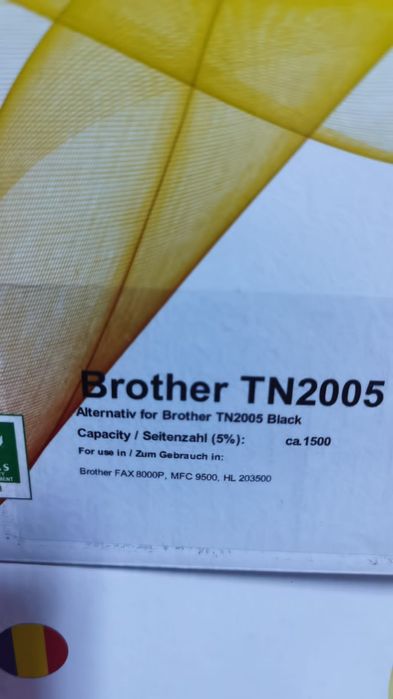 Brother TN2005
Alternativ for Brother TN2005 Black
Capacity / Seitenzahl (5%): ca.1500
For use in / Zum Gebrauch in:
Brother FAX 8000P, MFC 9500, HL 203500